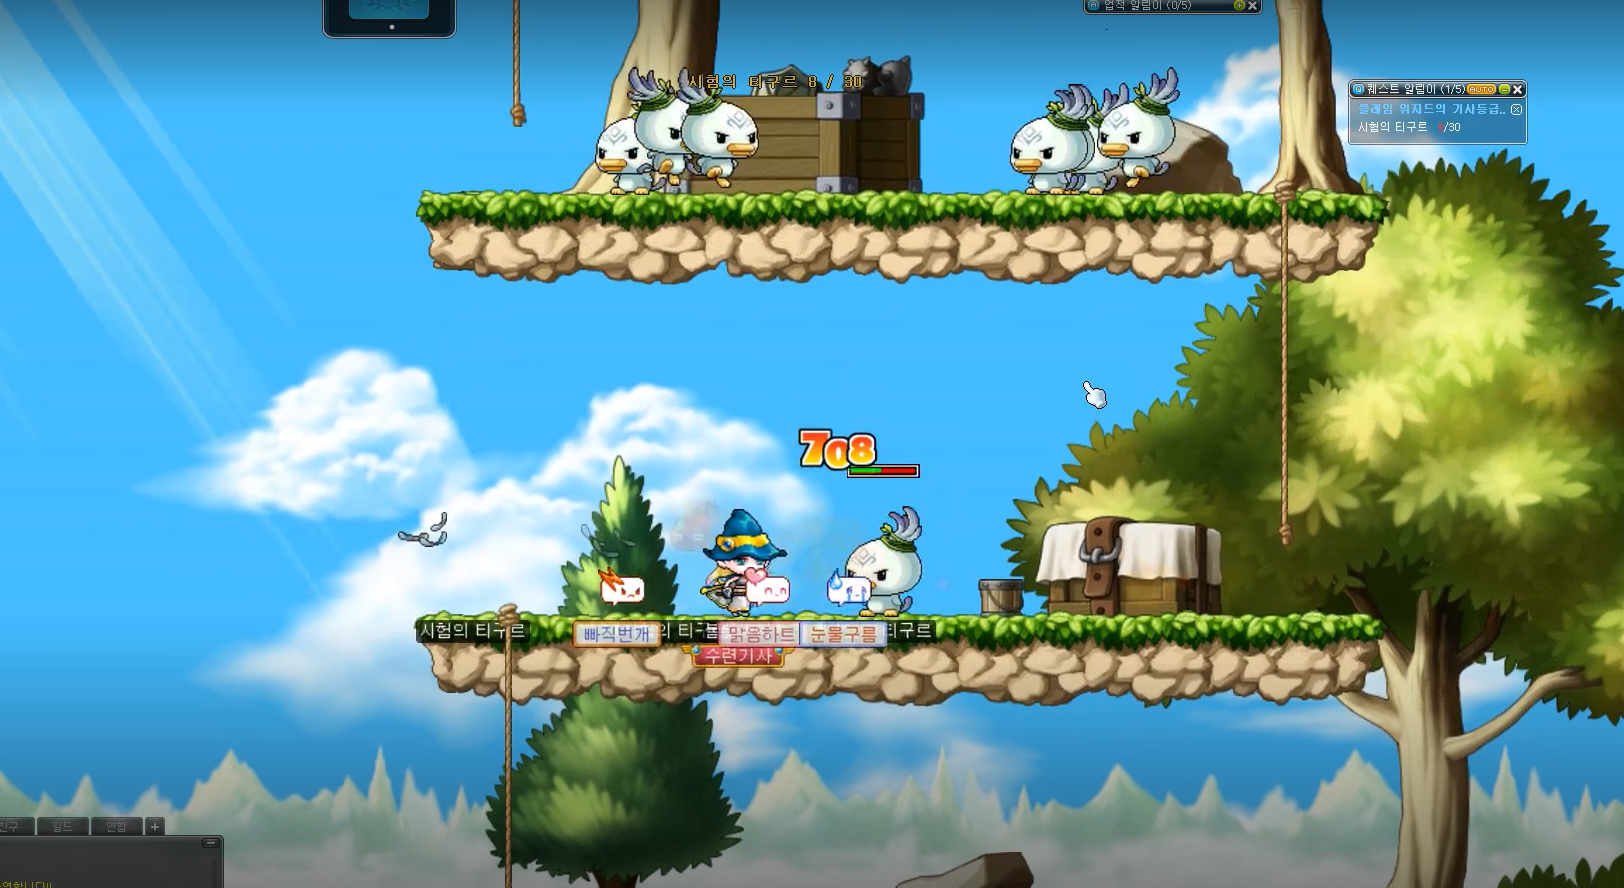 업적 알림이 (0/5)
시험의 티구르 8 / 30
퀘스트 알림이 (1/5) AUTO
플레임 위자드의 기사등급..
시험의 티구르 /30
708
시험의 티구르
빠직번개
의 티구
맑음하트
눈물구름
티구르
수련기사
친구
길드
연합